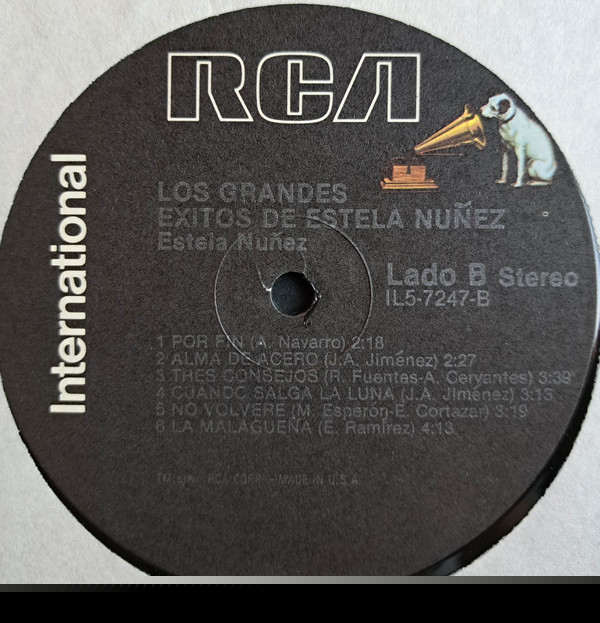 RCA
International
LOS GRANDES
EXITOS DE ESTELA NUÑEZ
Estela Nuñez
Lado B Stereo
IL5-7247-B
1 POR FIN (A. Navarro) 2:18
2 ALMA DE ACERO (J.A. Jiménez) 2:27
3 TRES CONSEJOS (R. Fuentes-A. Cervantes) 3:39
4 CUANDO SALGA LA LUNA (J.A. Jiménez) 3:13
5 NO VOLVERE (M. Esperón-E. Cortazar) 3:19
6 LA MALAGUEÑA (E. Ramírez) 4:13
RCA CORP.—MADE IN U.S.A.